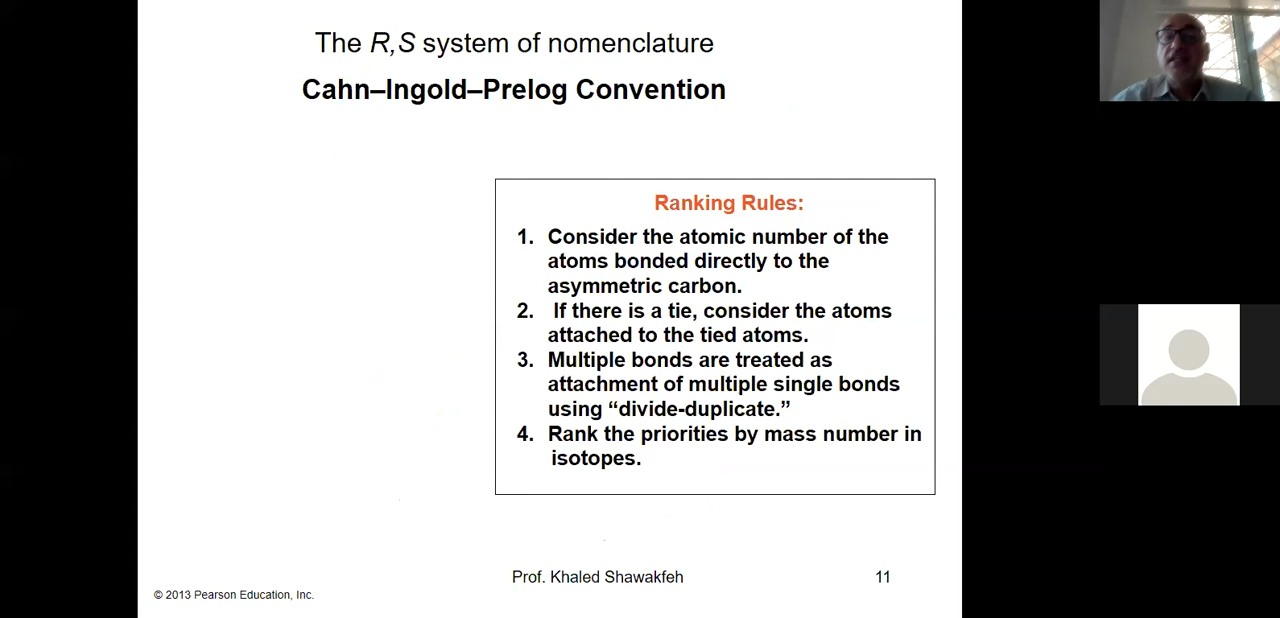 The R,S system of nomenclature
Cahn–Ingold–Prelog Convention
Ranking Rules:
1. Consider the atomic number of the
atoms bonded directly to the
asymmetric carbon.
2. If there is a tie, consider the atoms
attached to the tied atoms.
3. Multiple bonds are treated as
attachment of multiple single bonds
using “divide-duplicate.”
4. Rank the priorities by mass number in
isotopes.
Prof. Khaled Shawakfeh
11
© 2013 Pearson Education, Inc.